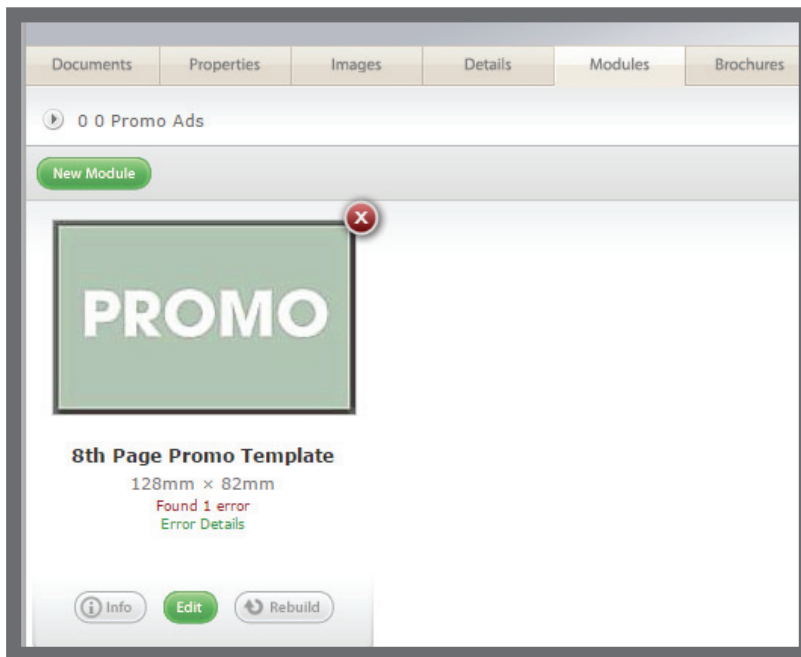 Documents Properties Images Details Modules Brochures
0 0 Promo Ads
New Module
X
PROMO
8th Page Promo Template
128mm × 82mm
Found 1 error
Error Details
Info Edit Rebuild